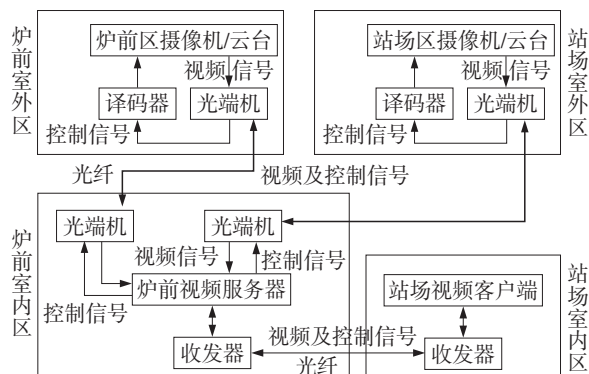 炉前室外区
炉前区摄像机/云台
视频信号
译码器
光端机
控制信号
站场区摄像机/云台
视频信号
译码器
光端机
控制信号
站场室外区
光纤
视频及控制信号
炉前室内区
光端机
光端机
视频信号
控制信号
炉前视频服务器
控制信号
收发器
视频及控制信号
光纤
站场视频客户端
收发器
站场室内区